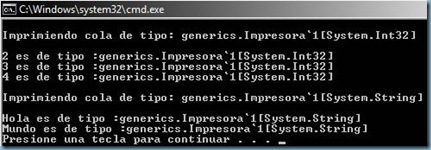 C:\Windows\system32\cmd.exe
Imprimiendo cola de tipo: generics.Impresora`1[System.Int32]
2 es de tipo :generics.Impresora`1[System.Int32]
3 es de tipo :generics.Impresora`1[System.Int32]
4 es de tipo :generics.Impresora`1[System.Int32]
Imprimiendo cola de tipo: generics.Impresora`1[System.String]
Hola es de tipo :generics.Impresora`1[System.String]
Mundo es de tipo :generics.Impresora`1[System.String]
Presione una tecla para continuar . . . _